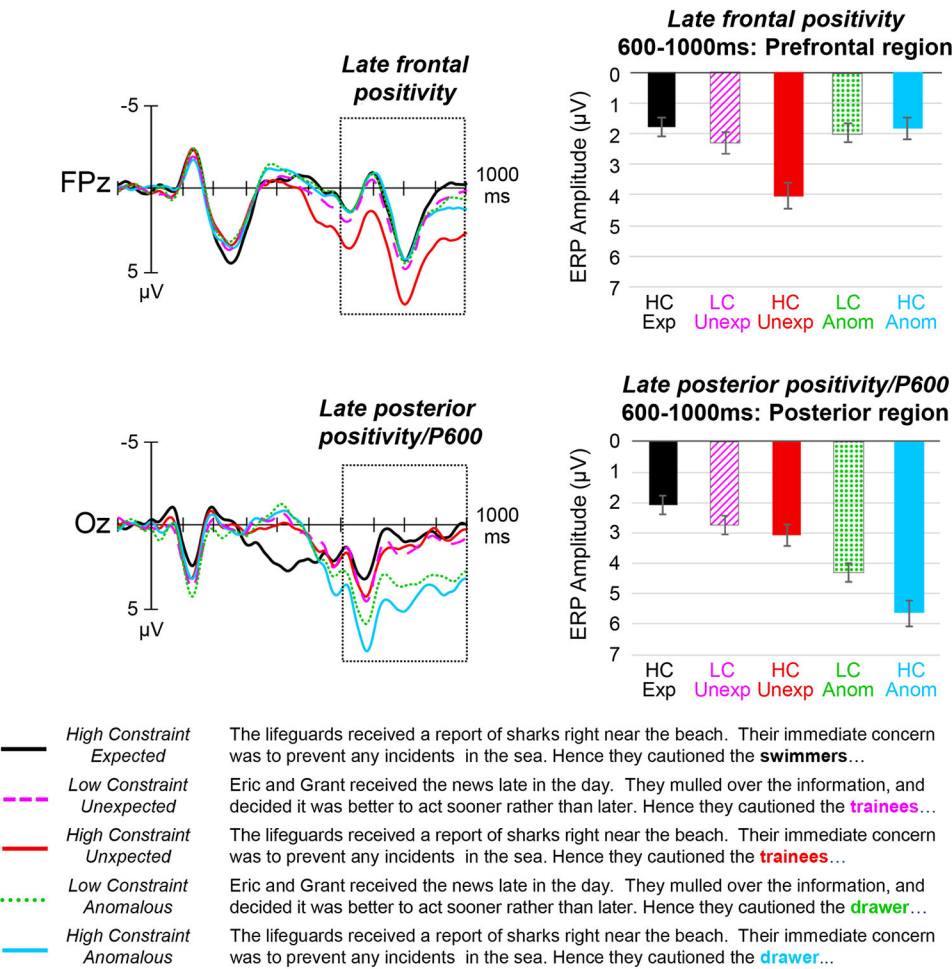 Late frontal positivity
600-1000ms: Prefrontal region
Late frontal
positivity
-5
FPz
1000
ms
5
µV
ERP Amplitude (µV)
0
1
2
3
4
5
6
7
HC
Exp
LC
Unexp
HC
Unexp
LC
Anom
HC
Anom
Late posterior positivity/P600
600-1000ms: Posterior region
Late posterior
positivity/P600
-5
Oz
1000
ms
5
µV
ERP Amplitude (µV)
0
1
2
3
4
5
6
7
HC
Exp
LC
Unexp
HC
Unexp
LC
Anom
HC
Anom
High Constraint
Expected
The lifeguards received a report of sharks right near the beach. Their immediate concern
was to prevent any incidents in the sea. Hence they cautioned the swimmers…
Low Constraint
Unexpected
Eric and Grant received the news late in the day. They mulled over the information, and
decided it was better to act sooner rather than later. Hence they cautioned the trainees…
High Constraint
Unxpected
The lifeguards received a report of sharks right near the beach. Their immediate concern
was to prevent any incidents in the sea. Hence they cautioned the trainees…
Low Constraint
Anomalous
Eric and Grant received the news late in the day. They mulled over the information, and
decided it was better to act sooner rather than later. Hence they cautioned the drawer…
High Constraint
Anomalous
The lifeguards received a report of sharks right near the beach. Their immediate concern
was to prevent any incidents in the sea. Hence they cautioned the drawer...